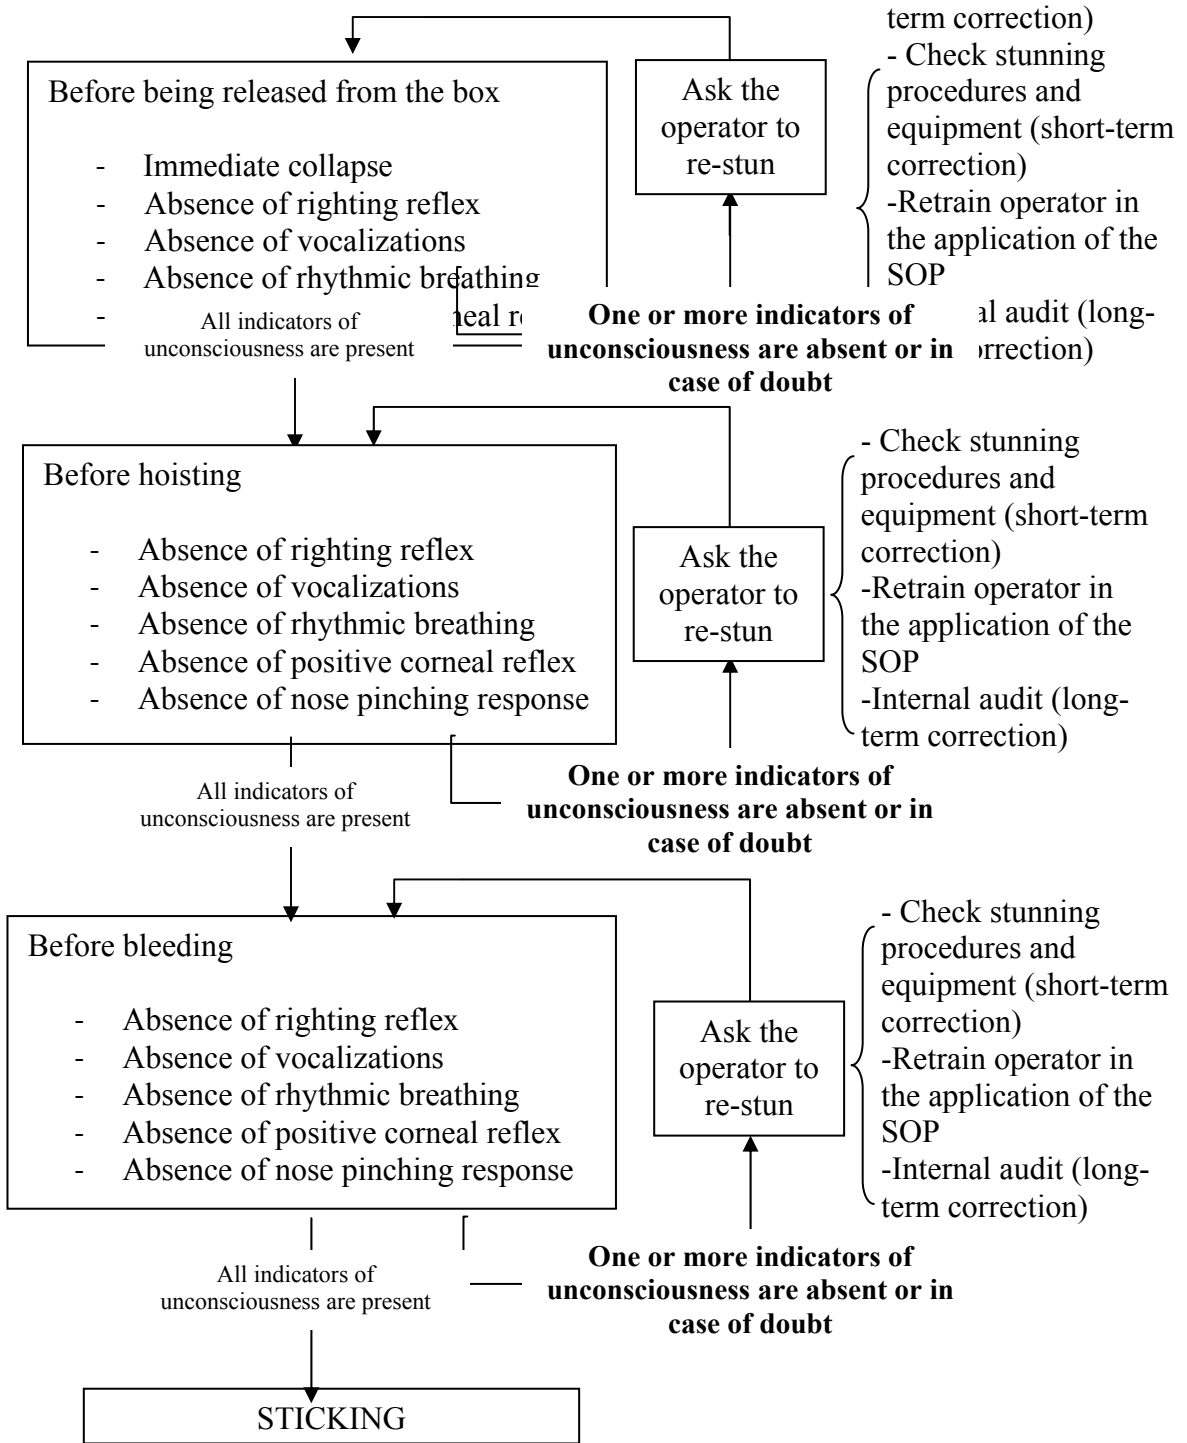 term correction)
- Check stunning
procedures and
equipment (short-term
correction)
-Retrain operator in
the application of the
SOP
al audit (long-
rrection)
Ask the
operator to
re-stun
Before being released from the box
- Immediate collapse
- Absence of righting reflex
- Absence of vocalizations
- Absence of rhythmic breathing
-
neal re
All indicators of
unconsciousness are present
One or more indicators of
unconsciousness are absent or in
case of doubt
Before hoisting
- Absence of righting reflex
- Absence of vocalizations
- Absence of rhythmic breathing
- Absence of positive corneal reflex
- Absence of nose pinching response
Ask the
operator to
re-stun
- Check stunning
procedures and
equipment (short-term
correction)
-Retrain operator in
the application of the
SOP
-Internal audit (long-
term correction)
All indicators of
unconsciousness are present
One or more indicators of
unconsciousness are absent or in
case of doubt
Before bleeding
- Absence of righting reflex
- Absence of vocalizations
- Absence of rhythmic breathing
- Absence of positive corneal reflex
- Absence of nose pinching response
Ask the
operator to
re-stun
- Check stunning
procedures and
equipment (short-term
correction)
-Retrain operator in
the application of the
SOP
-Internal audit (long-
term correction)
All indicators of
unconsciousness are present
One or more indicators of
unconsciousness are absent or in
case of doubt
STICKING